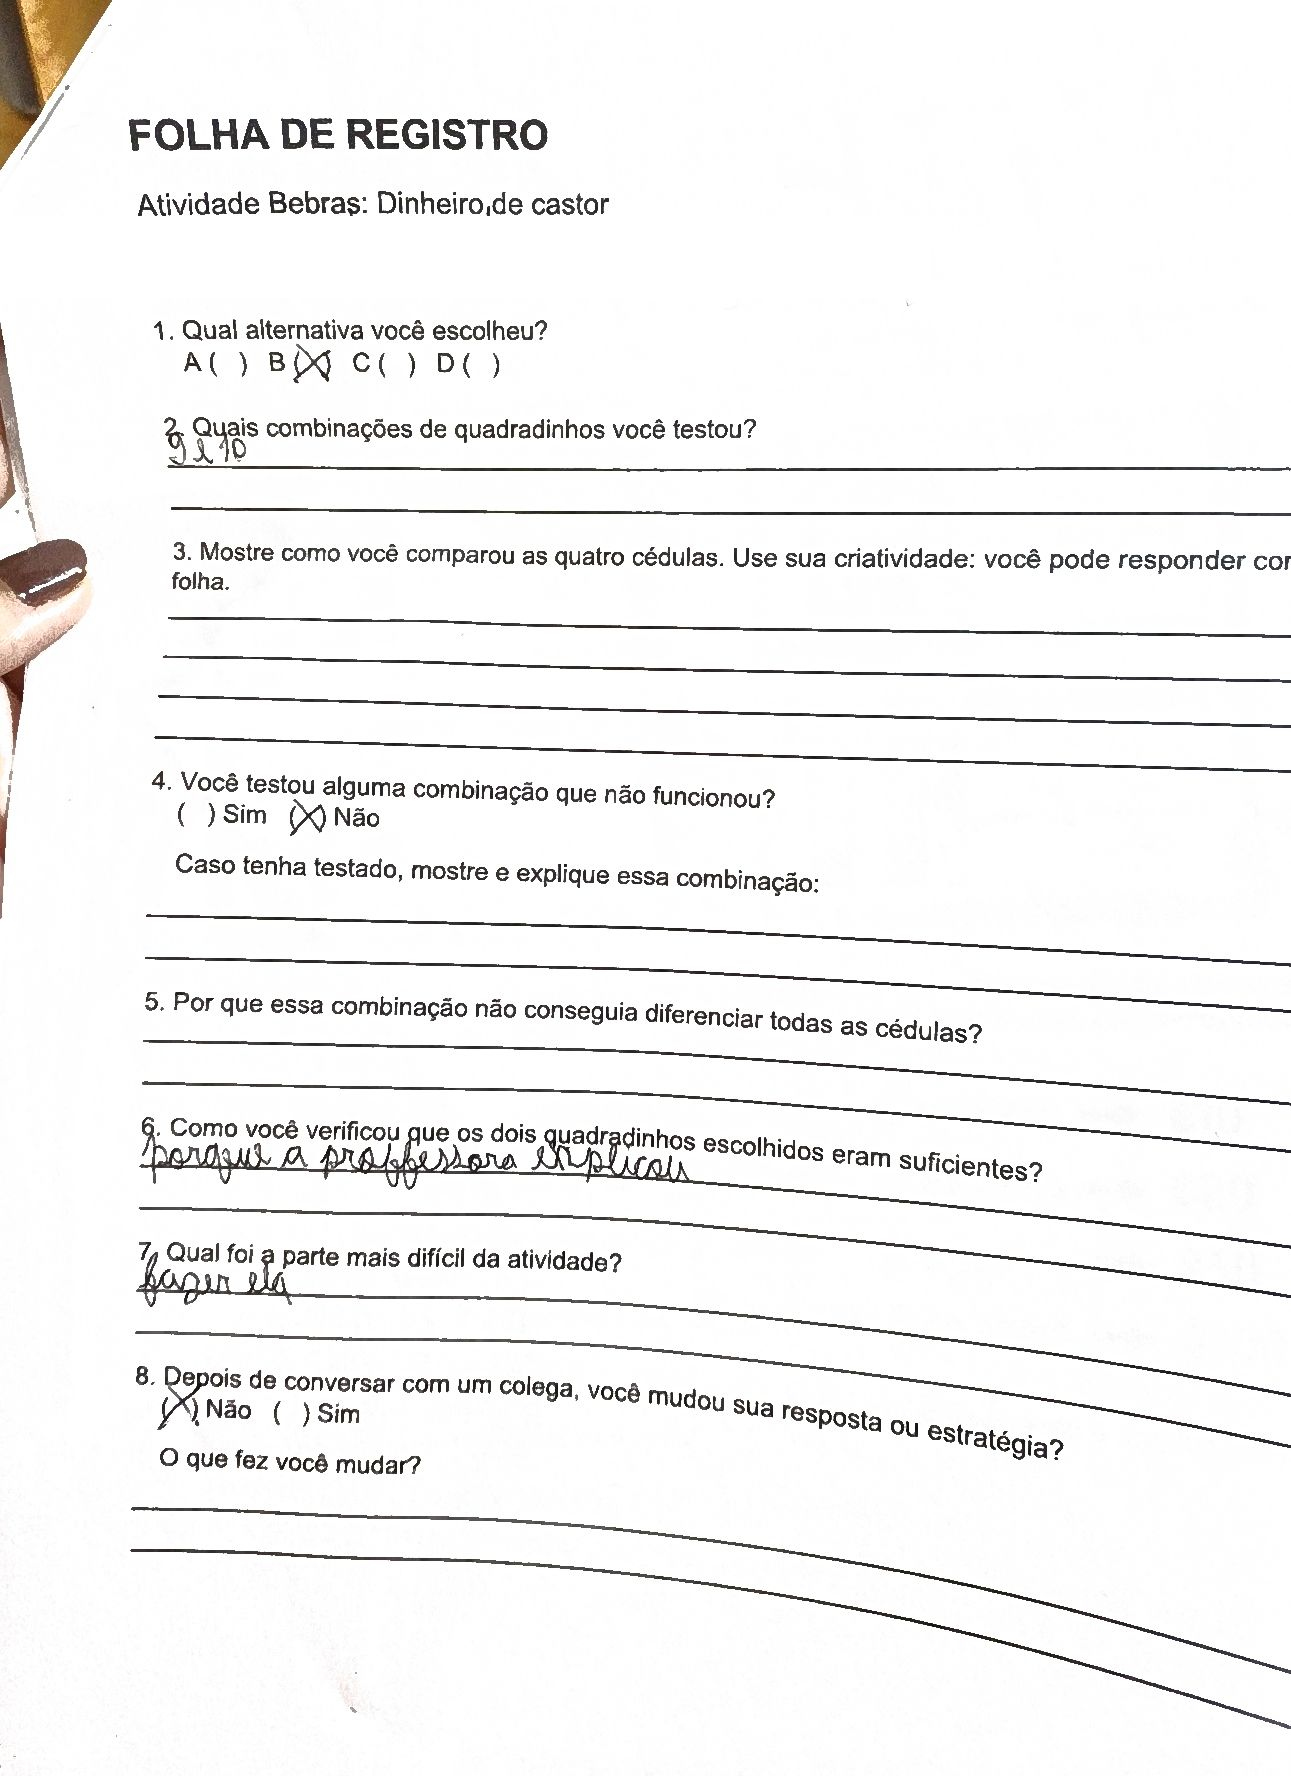 FOLHA DE REGISTRO
Atividade Bebras: Dinheiro de castor
1. Qual alternativa você escolheu?
A ( ) B (X) C ( ) D ( )
2. Quais combinações de quadradinhos você testou?
9 e 10
3. Mostre como você comparou as quatro cédulas. Use sua criatividade: você pode responder cor
folha.
4. Você testou alguma combinação que não funcionou?
( ) Sim (X) Não
Caso tenha testado, mostre e explique essa combinação:
5. Por que essa combinação não conseguia diferenciar todas as cédulas?
6. Como você verificou que os dois quadradinhos escolhidos eram suficientes?
porque a proffessora explicou
7. Qual foi a parte mais difícil da atividade?
fazer ela
8. Depois de conversar com um colega, você mudou sua resposta ou estratégia?
(X) Não ( ) Sim
O que fez você mudar?